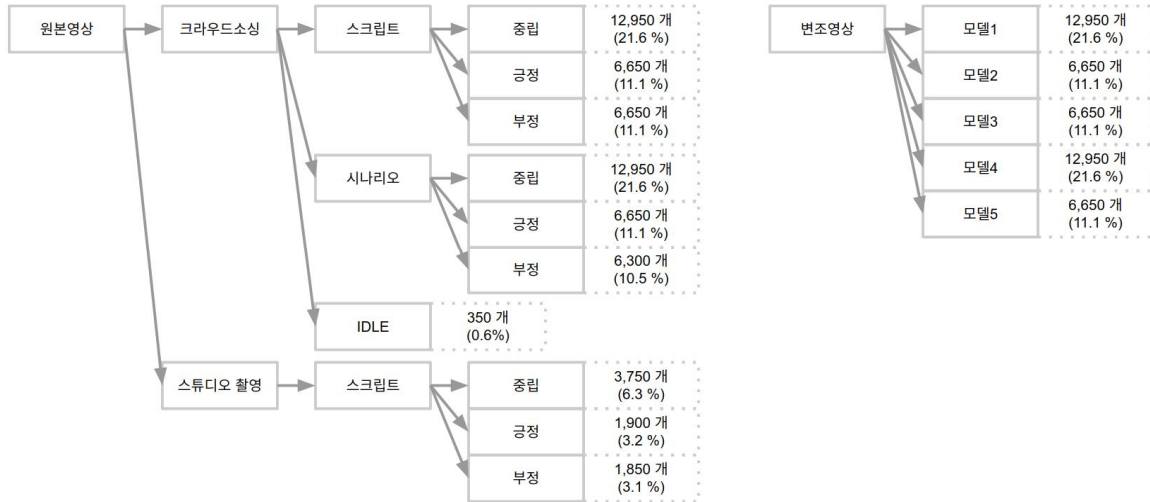 원본영상
크라우드소싱
스크립트
중립
12,950 개
(21.6 %)
긍정
6,650 개
(11.1 %)
부정
6,650 개
(11.1 %)
시나리오
중립
12,950 개
(21.6 %)
긍정
6,650 개
(11.1 %)
부정
6,300 개
(10.5 %)
IDLE
350 개
(0.6%)
스튜디오 촬영
스크립트
중립
3,750 개
(6.3 %)
긍정
1,900 개
(3.2 %)
부정
1,850 개
(3.1 %)
변조영상
모델1
12,950 개
(21.6 %)
모델2
6,650 개
(11.1 %)
모델3
6,650 개
(11.1 %)
모델4
12,950 개
(21.6 %)
모델5
6,650 개
(11.1 %)